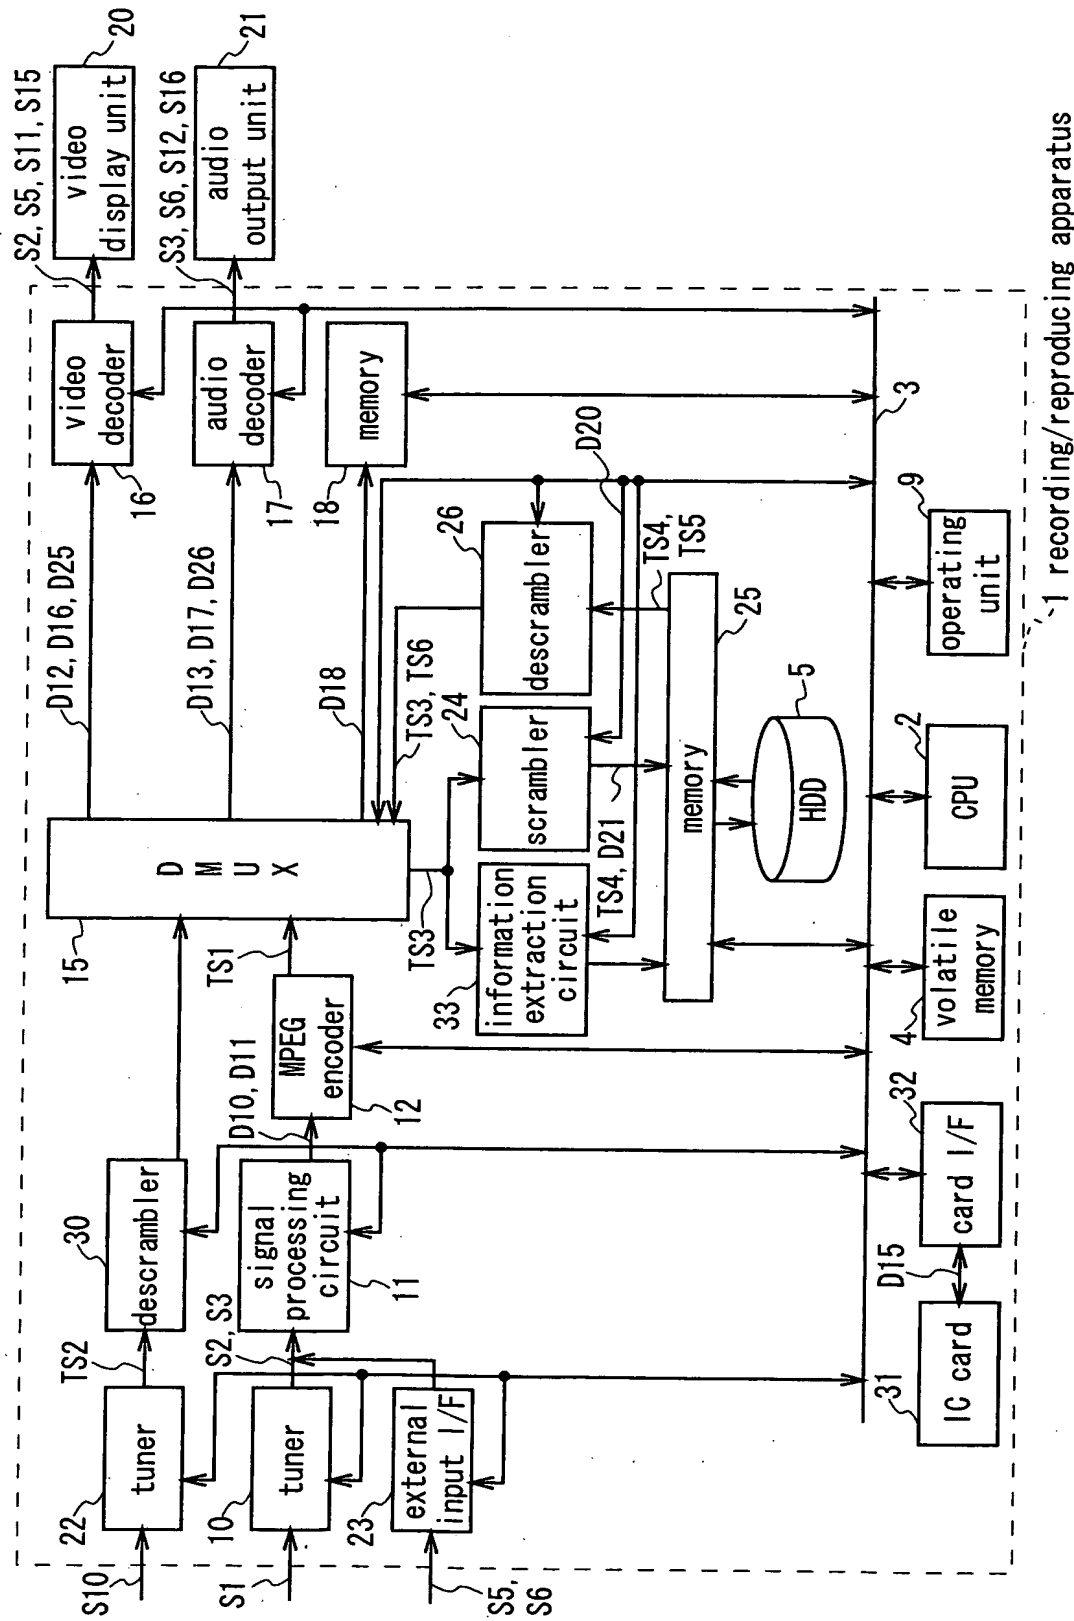 S2, S5, S11, S15
20
video
display unit
S3, S6, S12, S16
21
audio
output unit
video
decoder
16
audio
decoder
17
memory
18
D12, D16, D25
D13, D17, D26
D18
TS3, TS6
D20
26
descrambler
TS4,
TS5
24
scrambler
TS4, D21
memory
25
HDD
5
3
DMUX
15
TS1
TS3
33
information
extraction
circuit
MPEG
encoder
12
D10, D11
30
descrambler
signal
processing
circuit
11
TS2
S2, S3
22
tuner
10
tuner
23
external
input I/F
S10
S1
S5,
S6
operating
unit
9
CPU
2
volatile
memory
4
card I/F
32
D15
IC card
31
1 recording/reproducing apparatus